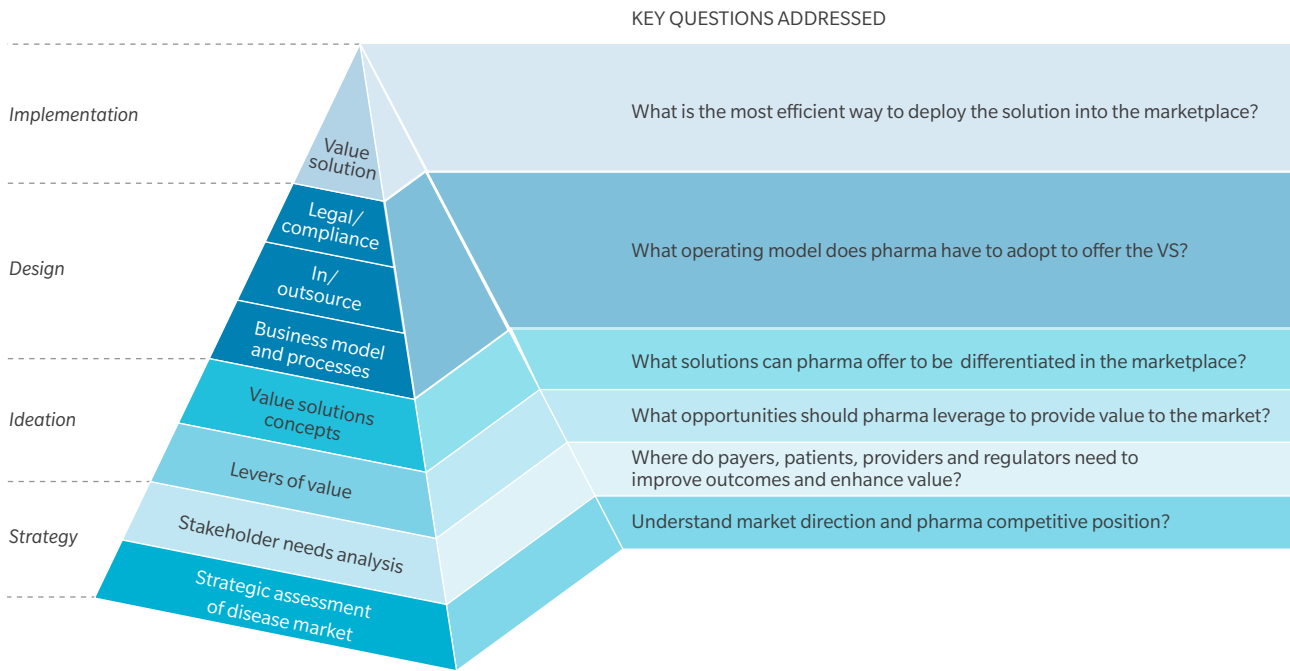 KEY QUESTIONS ADDRESSED
Implementation
Value
solution
What is the most efficient way to deploy the solution into the marketplace?
Design
Legal/
compliance
In/
outsource
Business model
and processes
What operating model does pharma have to adopt to offer the VS?
Ideation
Value solutions
concepts
What solutions can pharma offer to be differentiated in the marketplace?
Levers of value
What opportunities should pharma leverage to provide value to the market?
Strategy
Stakeholder needs analysis
Where do payers, patients, providers and regulators need to
improve outcomes and enhance value?
Strategic assessment
of disease market
Understand market direction and pharma competitive position?